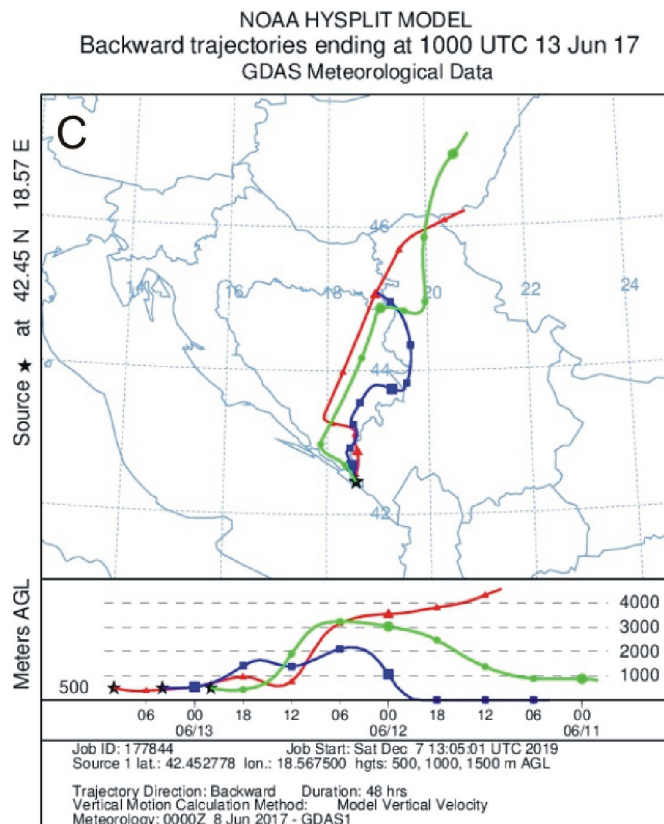 NOAA HYSPLIT MODEL
Backward trajectories ending at 1000 UTC 13 Jun 17
GDAS Meteorological Data
C
Source ★ at 42.45 N 18.57 E
46
14 16 18 20 22 24
44
42
Meters AGL
4000
3000
2000
1000
500
06 00 18 12 06 00 18 12 06 00
06/13 06/12 06/11
Job ID: 177844 Job Start: Sat Dec 7 13:05:01 UTC 2019
Source 1 lat.: 42.452778 lon.: 18.567500 hgts: 500, 1000, 1500 m AGL
Trajectory Direction: Backward Duration: 48 hrs
Vertical Motion Calculation Method: Model Vertical Velocity
Meteorology: 0000Z 8 Jun 2017 - GDAS1